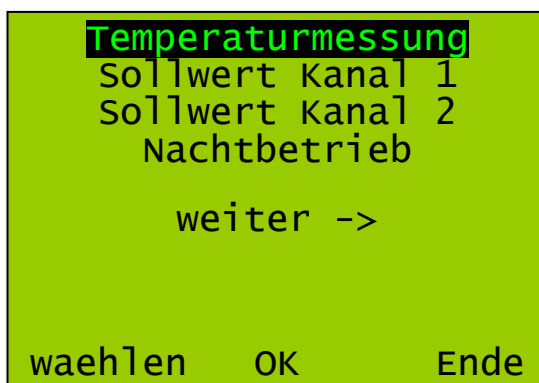 Temperaturmessung
Sollwert Kanal 1
Sollwert Kanal 2
Nachtbetrieb
weiter ->
waehlen OK Ende